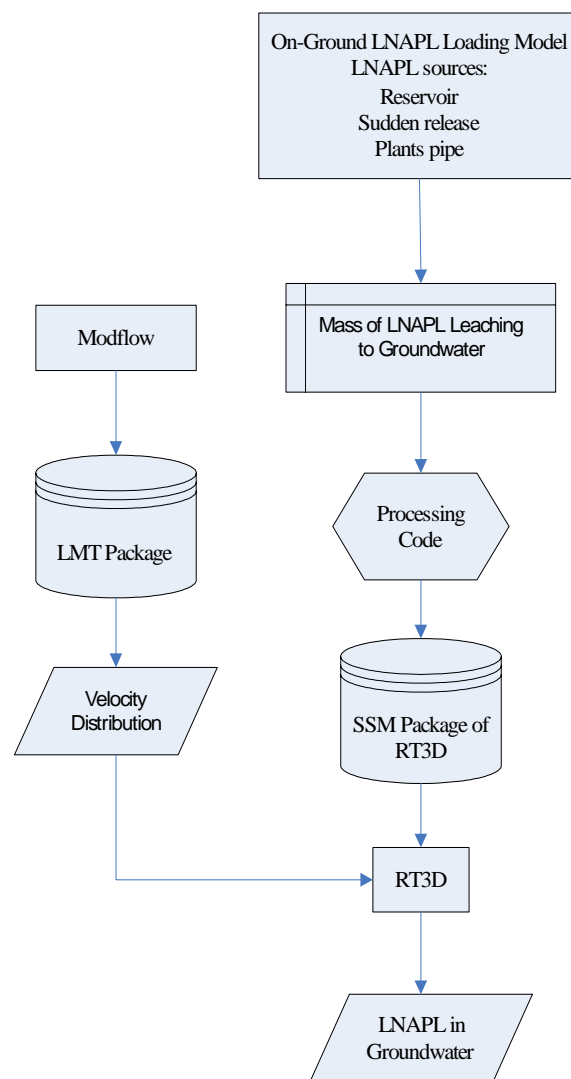 On-Ground LNAPL Loading Model
LNAPL sources:
Reservoir
Sudden release
Plants pipe
Mass of LNAPL Leaching
to Groundwater
Modflow
Processing
Code
LMT Package
Velocity
Distribution
SSM Package of
RT3D
RT3D
LNAPL in
Groundwater